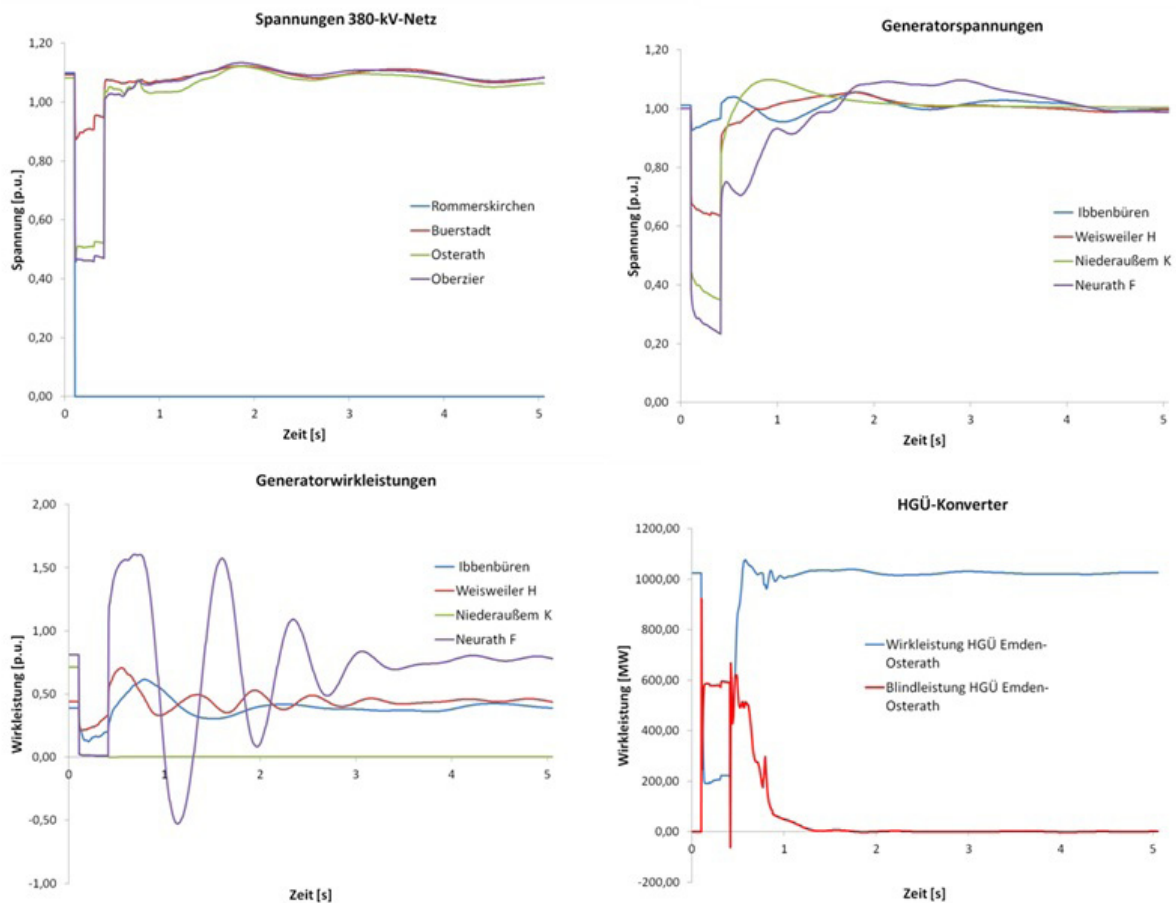 Spannungen 380-kV-Netz
1,20
1,00
0,80
0,60
0,40
0,20
0,00
Spannung [p.u.]
0 1 2 3 4 5
Zeit [s]
Rommerskirchen
Buerstadt
Osterath
Oberzier
Generatorspannungen
1,20
1,00
0,80
0,60
0,40
0,20
0,00
Spannung [p.u.]
0 1 2 3 4 5
Zeit [s]
Ibbenbüren
Weisweiler H
Niederaußem K
Neurath F
Generatorwirkleistungen
2,00
1,50
1,00
0,50
0,00
-0,50
-1,00
Wirkleistung [p.u.]
0 1 2 3 4 5
Zeit [s]
Ibbenbüren
Weisweiler H
Niederaußem K
Neurath F
HGÜ-Konverter
1200,00
1000,00
800,00
600,00
400,00
200,00
0,00
-200,00
Wirkleistung [MW]
0 1 2 3 4 5
Zeit [s]
Wirkleistung HGÜ Emden-
Osterath
Blindleistung HGÜ Emden-
Osterath